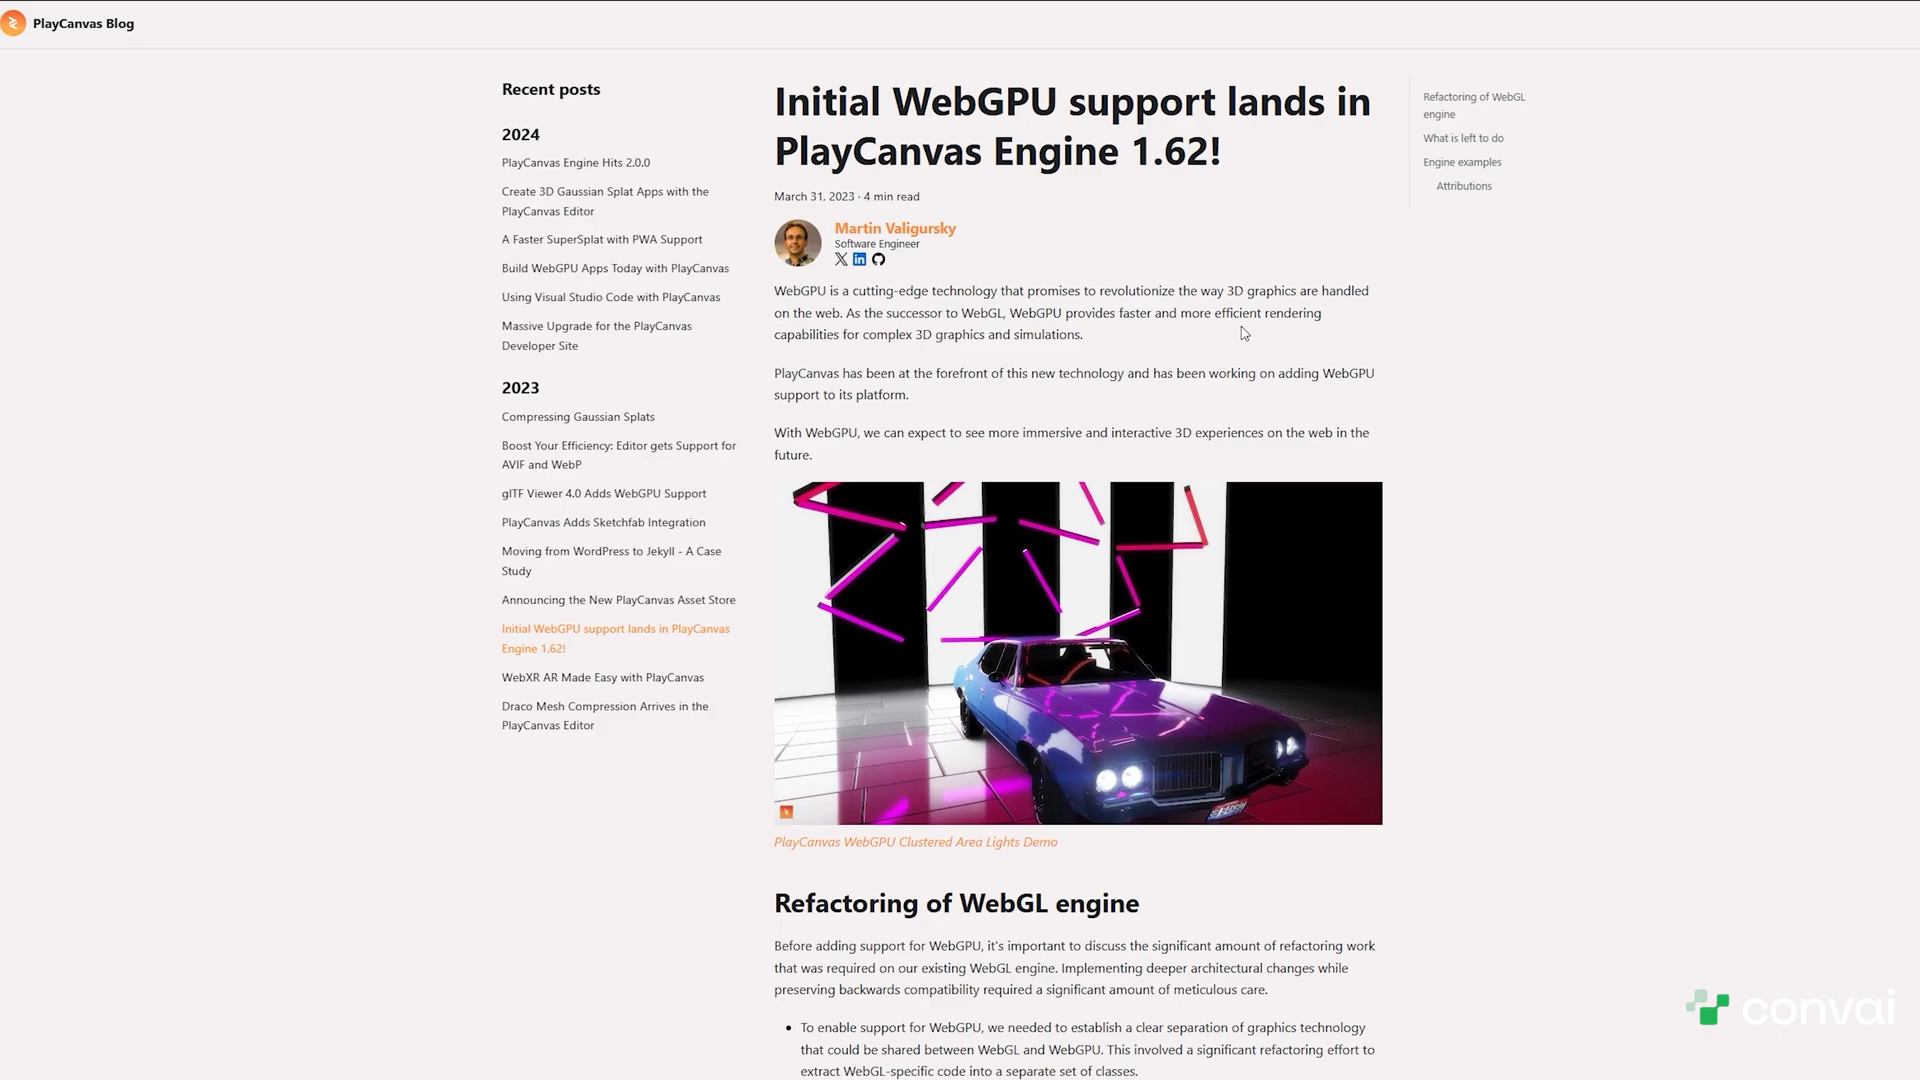 PlayCanvas Blog
Recent posts
2024
PlayCanvas Engine Hits 2.0.0
Create 3D Gaussian Splat Apps with the
PlayCanvas Editor
A Faster SuperSplat with PWA Support
Build WebGPU Apps Today with PlayCanvas
Using Visual Studio Code with PlayCanvas
Massive Upgrade for the PlayCanvas
Developer Site
2023
Compressing Gaussian Splats
Boost Your Efficiency: Editor gets Support for
AVIF and WebP
glTF Viewer 4.0 Adds WebGPU Support
PlayCanvas Adds Sketchfab Integration
Moving from WordPress to Jekyll - A Case
Study
Announcing the New PlayCanvas Asset Store
Initial WebGPU support lands in PlayCanvas
Engine 1.62!
WebXR AR Made Easy with PlayCanvas
Draco Mesh Compression Arrives in the
PlayCanvas Editor
Initial WebGPU support lands in
PlayCanvas Engine 1.62!
March 31, 2023 · 4 min read
Martin Valigursky
Software Engineer
WebGPU is a cutting-edge technology that promises to revolutionize the way 3D graphics are handled
on the web. As the successor to WebGL, WebGPU provides faster and more efficient rendering
capabilities for complex 3D graphics and simulations.
PlayCanvas has been at the forefront of this new technology and has been working on adding WebGPU
support to its platform.
With WebGPU, we can expect to see more immersive and interactive 3D experiences on the web in the
future.
PlayCanvas WebGPU Clustered Area Lights Demo
Refactoring of WebGL engine
Before adding support for WebGPU, it's important to discuss the significant amount of refactoring work
that was required on our existing WebGL engine. Implementing deeper architectural changes while
preserving backwards compatibility required a significant amount of meticulous care.
• To enable support for WebGPU, we needed to establish a clear separation of graphics technology
that could be shared between WebGL and WebGPU. This involved a significant refactoring effort to
extract WebGL-specific code into a separate set of classes.
Refactoring of WebGL
engine
What is left to do
Engine examples
Attributions
convai